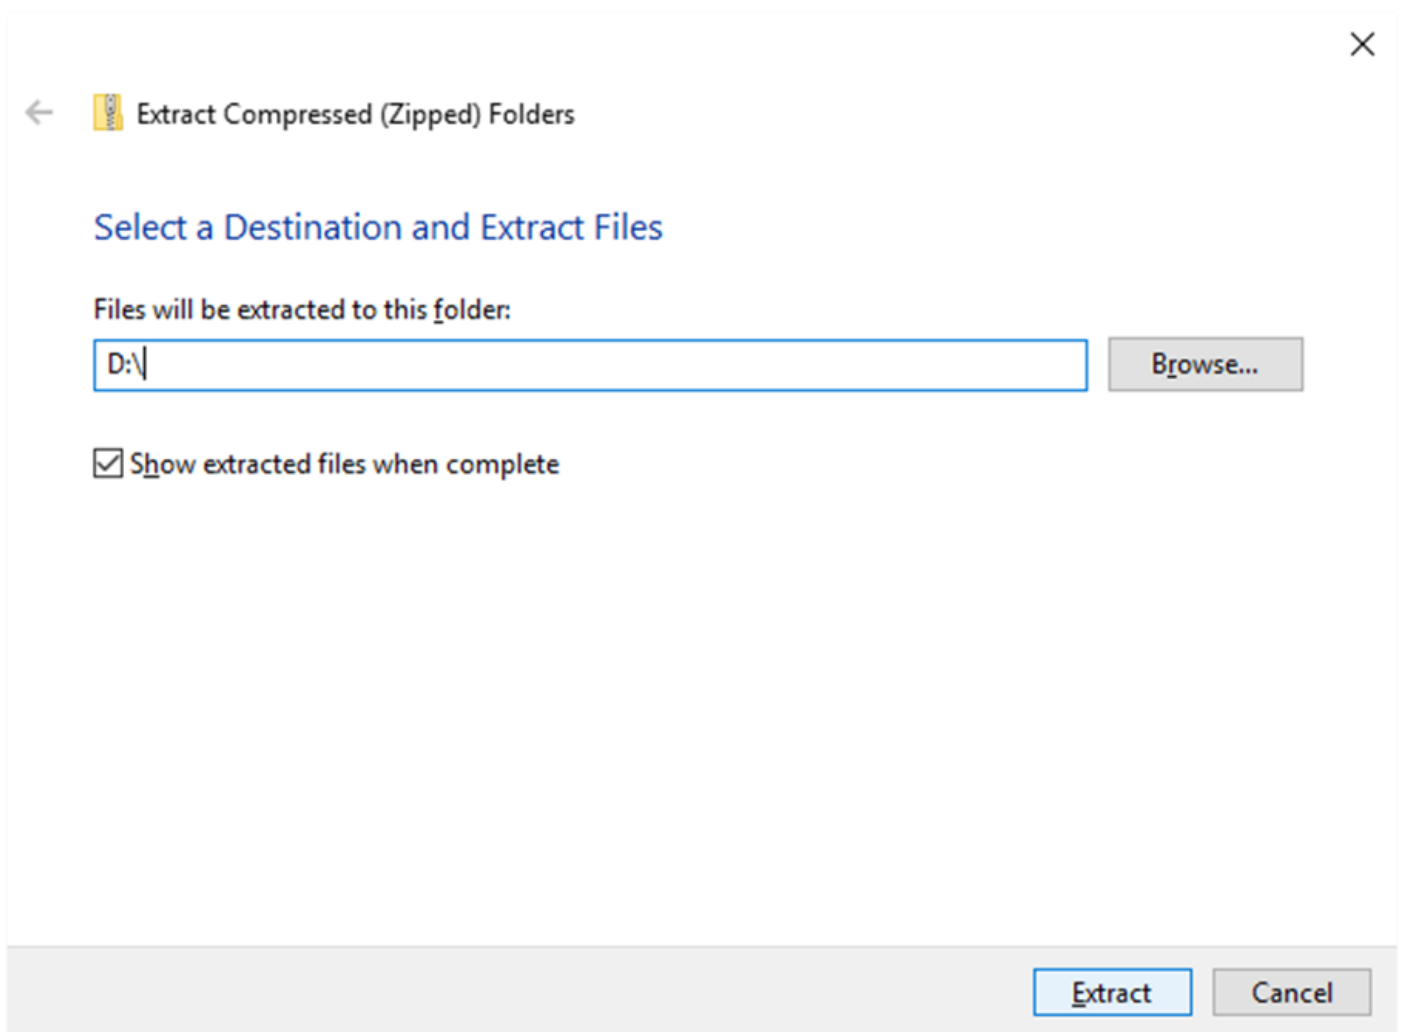 Extract Compressed (Zipped) Folders
Select a Destination and Extract Files
Files will be extracted to this folder:
D:\
Browse...
Show extracted files when complete
Extract
Cancel